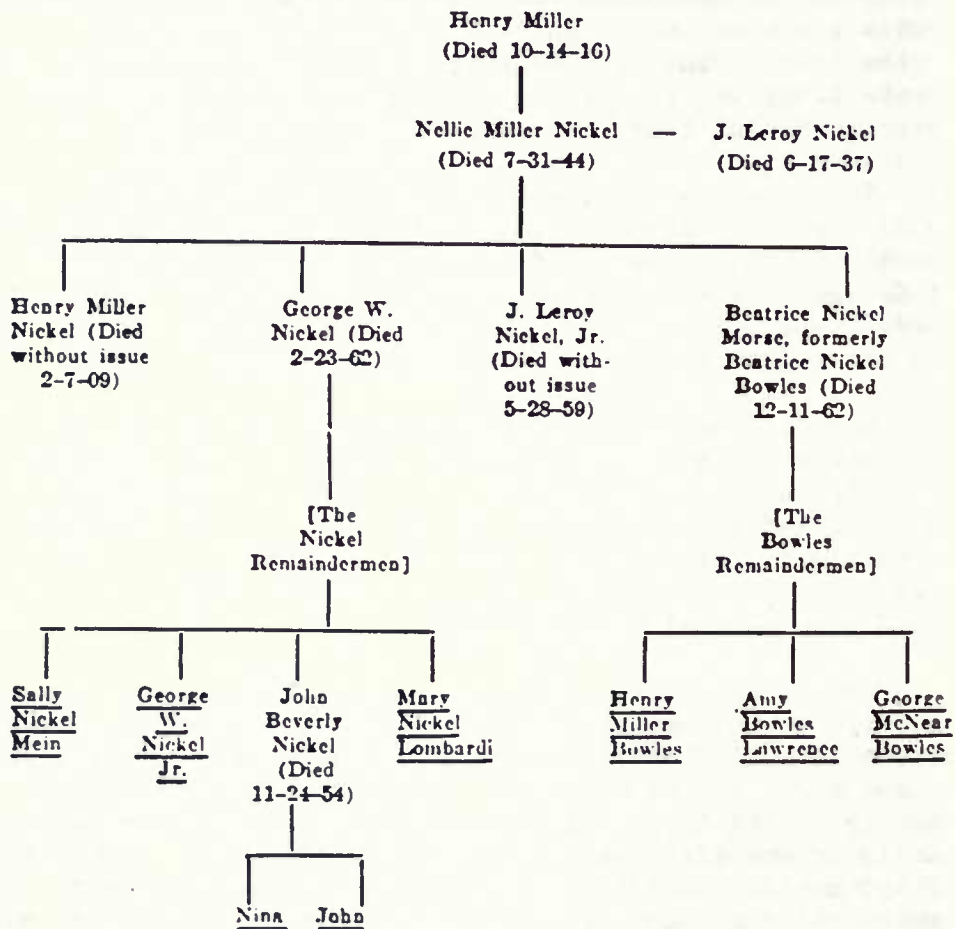 Henry Miller
(Died 10-14-16)
Nellie Miller Nickel — J. Leroy Nickel
(Died 7-31-44) (Died 6-17-37)
Henry Miller
Nickel (Died
without issue
2-7-09)
George W.
Nickel (Died
2-23-62)
J. Leroy
Nickel, Jr.
(Died with-
out issue
5-28-59)
Beatrice Nickel
Morse, formerly
Beatrice Nickel
Bowles (Died
12-11-62)
[The
Nickel
Remaindermen]
[The
Bowles
Remaindermen]
Sally
Nickel
Mein
George
W.
Nickel
Jr.
John
Beverly
Nickel
(Died
11-24-54)
Mary
Nickel
Lombardi
Henry
Miller
Bowles
Amy
Bowles
Lawrence
George
McNear
Bowles
Nina John